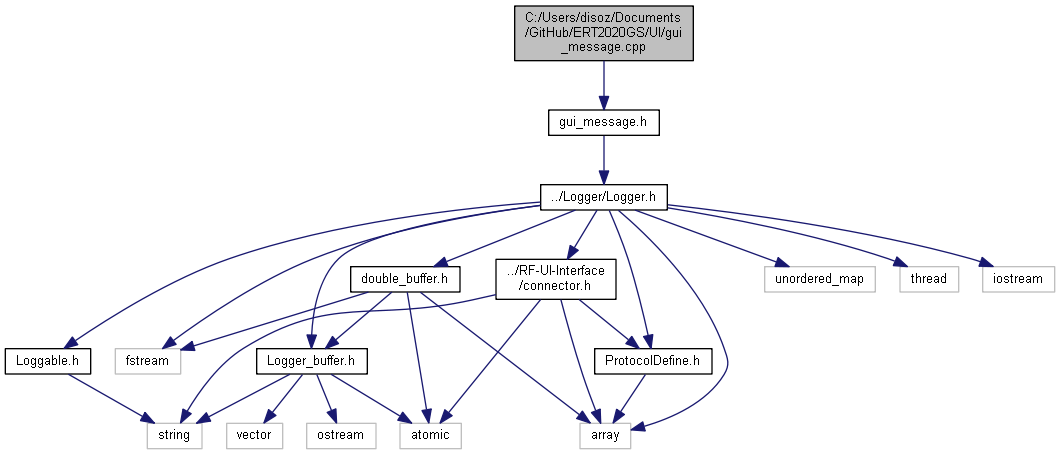 C:/Users/disoz/Documents
/GitHub/ERT2020GS/UI/gui
_message.cpp
gui_message.h
../Logger/Logger.h
double_buffer.h
../RF-UI-Interface
/connector.h
unordered_map
thread
iostream
Loggable.h
fstream
Logger_buffer.h
ProtocolDefine.h
string
vector
ostream
atomic
array